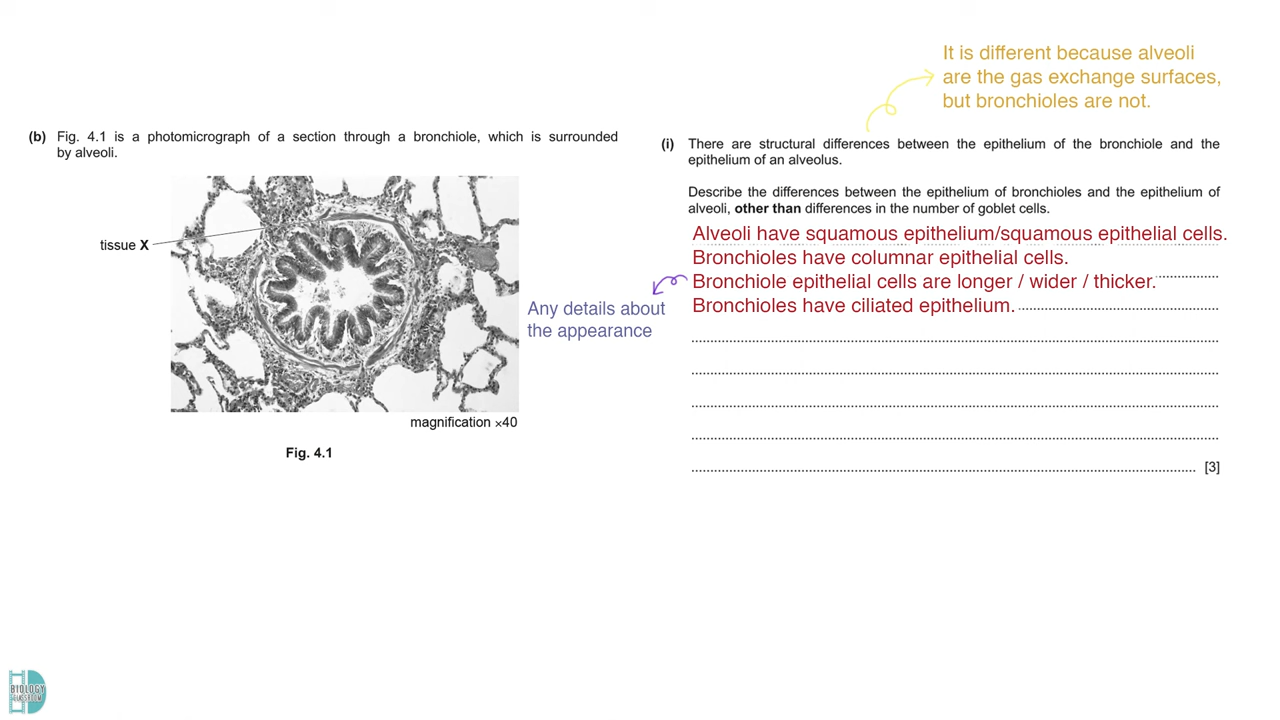 It is different because alveoli
are the gas exchange surfaces,
but bronchioles are not.
(b) Fig. 4.1 is a photomicrograph of a section through a bronchiole, which is surrounded
by alveoli.
tissue X
magnification ×40
Fig. 4.1
(i) There are structural differences between the epithelium of the bronchiole and the
epithelium of an alveolus.
Describe the differences between the epithelium of bronchioles and the epithelium of
alveoli, other than differences in the number of goblet cells.
Alveoli have squamous epithelium/squamous epithelial cells.
Bronchioles have columnar epithelial cells.
Bronchiole epithelial cells are longer / wider / thicker.
Bronchioles have ciliated epithelium.
Any details about
the appearance
[3]
BIOLOGY
CLASSROOM